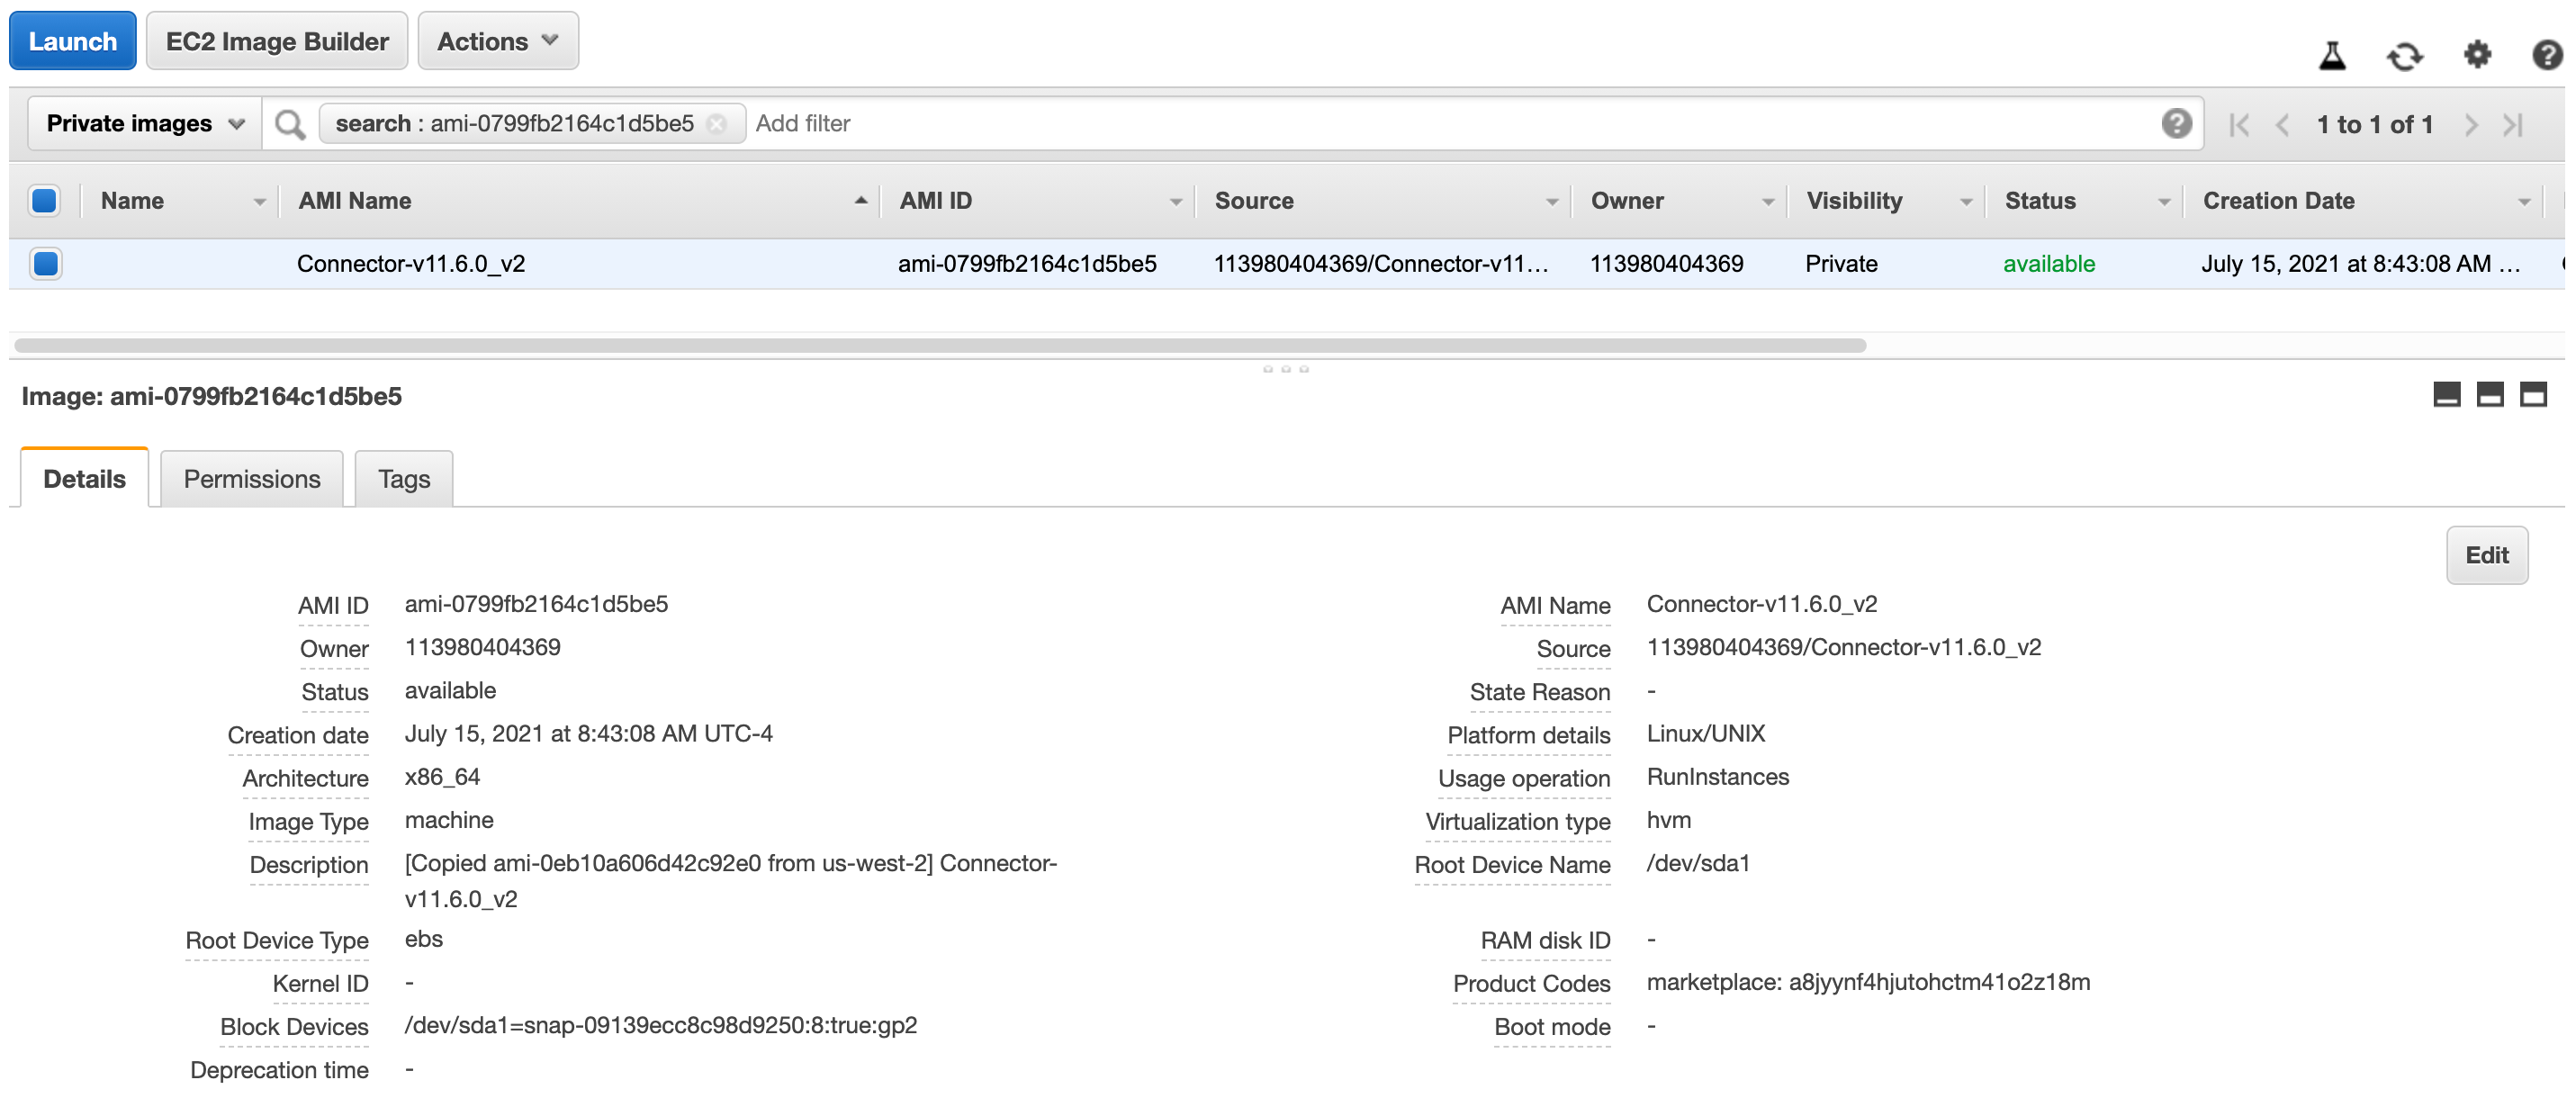 Launch EC2 Image Builder Actions
Private images search : ami-0799fb2164c1d5be5 Add filter 1 to 1 of 1
Name AMI Name AMI ID Source Owner Visibility Status Creation Date
Connector-v11.6.0_v2 ami-0799fb2164c1d5be5 113980404369/Connector-v11... 113980404369 Private available July 15, 2021 at 8:43:08 AM ...
Image: ami-0799fb2164c1d5be5
Details Permissions Tags
Edit
AMI ID ami-0799fb2164c1d5be5 AMI Name Connector-v11.6.0_v2
Owner 113980404369 Source 113980404369/Connector-v11.6.0_v2
Status available State Reason -
Creation date July 15, 2021 at 8:43:08 AM UTC-4 Platform details Linux/UNIX
Architecture x86_64 Usage operation RunInstances
Image Type machine Virtualization type hvm
Description [Copied ami-0eb10a606d42c92e0 from us-west-2] Connector- Root Device Name /dev/sda1
v11.6.0_v2
Root Device Type ebs RAM disk ID -
Kernel ID - Product Codes marketplace: a8jyynf4hjutohctm41o2z18m
Block Devices /dev/sda1=snap-09139ecc8c98d9250:8:true:gp2 Boot mode -
Deprecation time -